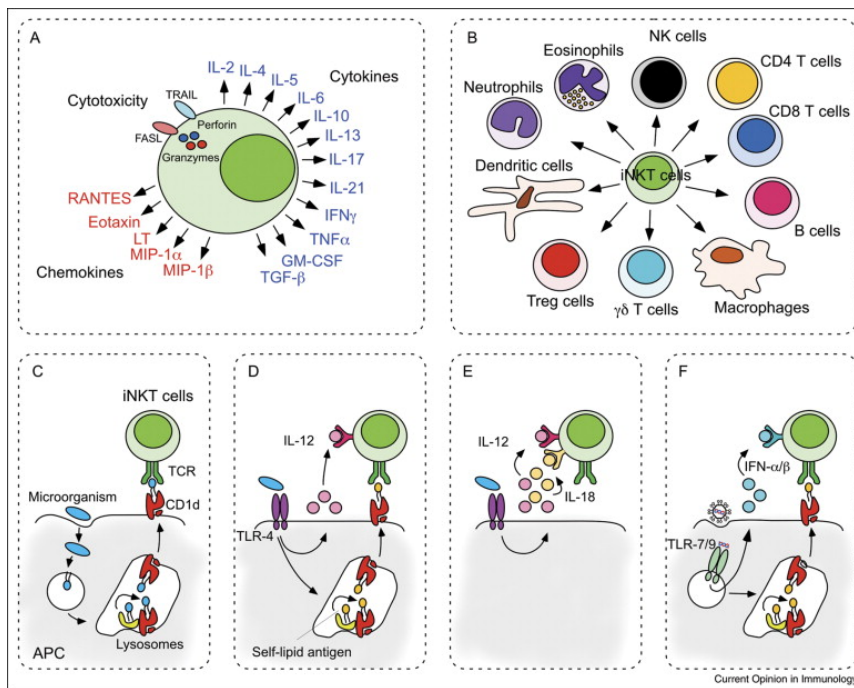 A
Cytotoxicity
TRAIL
FASL
Perforin
Granzymes
Cytokines
IL-2
IL-4
IL-5
IL-6
IL-10
IL-13
IL-17
IL-21
IFNγ
TNFα
GM-CSF
TGF-β
RANTES
Eotaxin
LT
MIP-1α
MIP-1β
Chemokines
B
NK cells
Eosinophils
CD4 T cells
Neutrophils
CD8 T cells
Dendritic cells
iNKT cells
B cells
Treg cells
γδ T cells
Macrophages
C
iNKT cells
TCR
Microorganism
CD1d
Lysosomes
APC
D
IL-12
TLR-4
Self-lipid antigen
E
IL-12
IL-18
F
IFN-α/β
TLR-7/9
Current Opinion in Immunology